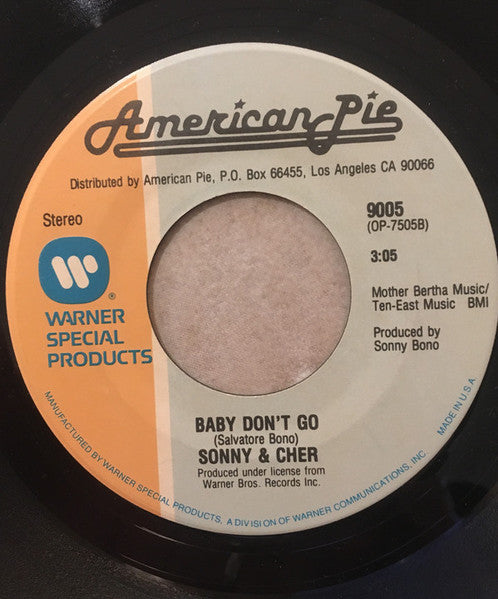 American Pie
Distributed by American Pie, P.O. Box 66455, Los Angeles CA 90066
Stereo
W
®
WARNER
SPECIAL
PRODUCTS
9005
(OP-7505B)
3:05
Mother Bertha Music/
Ten-East Music BMI
Produced by
Sonny Bono
BABY DON'T GO
(Salvatore Bono)
SONNY & CHER
Produced under license from
Warner Bros. Records Inc.
MANUFACTURED BY WARNER SPECIAL PRODUCTS, A DIVISION OF WARNER COMMUNICATIONS, INC
MADE IN U.S.A